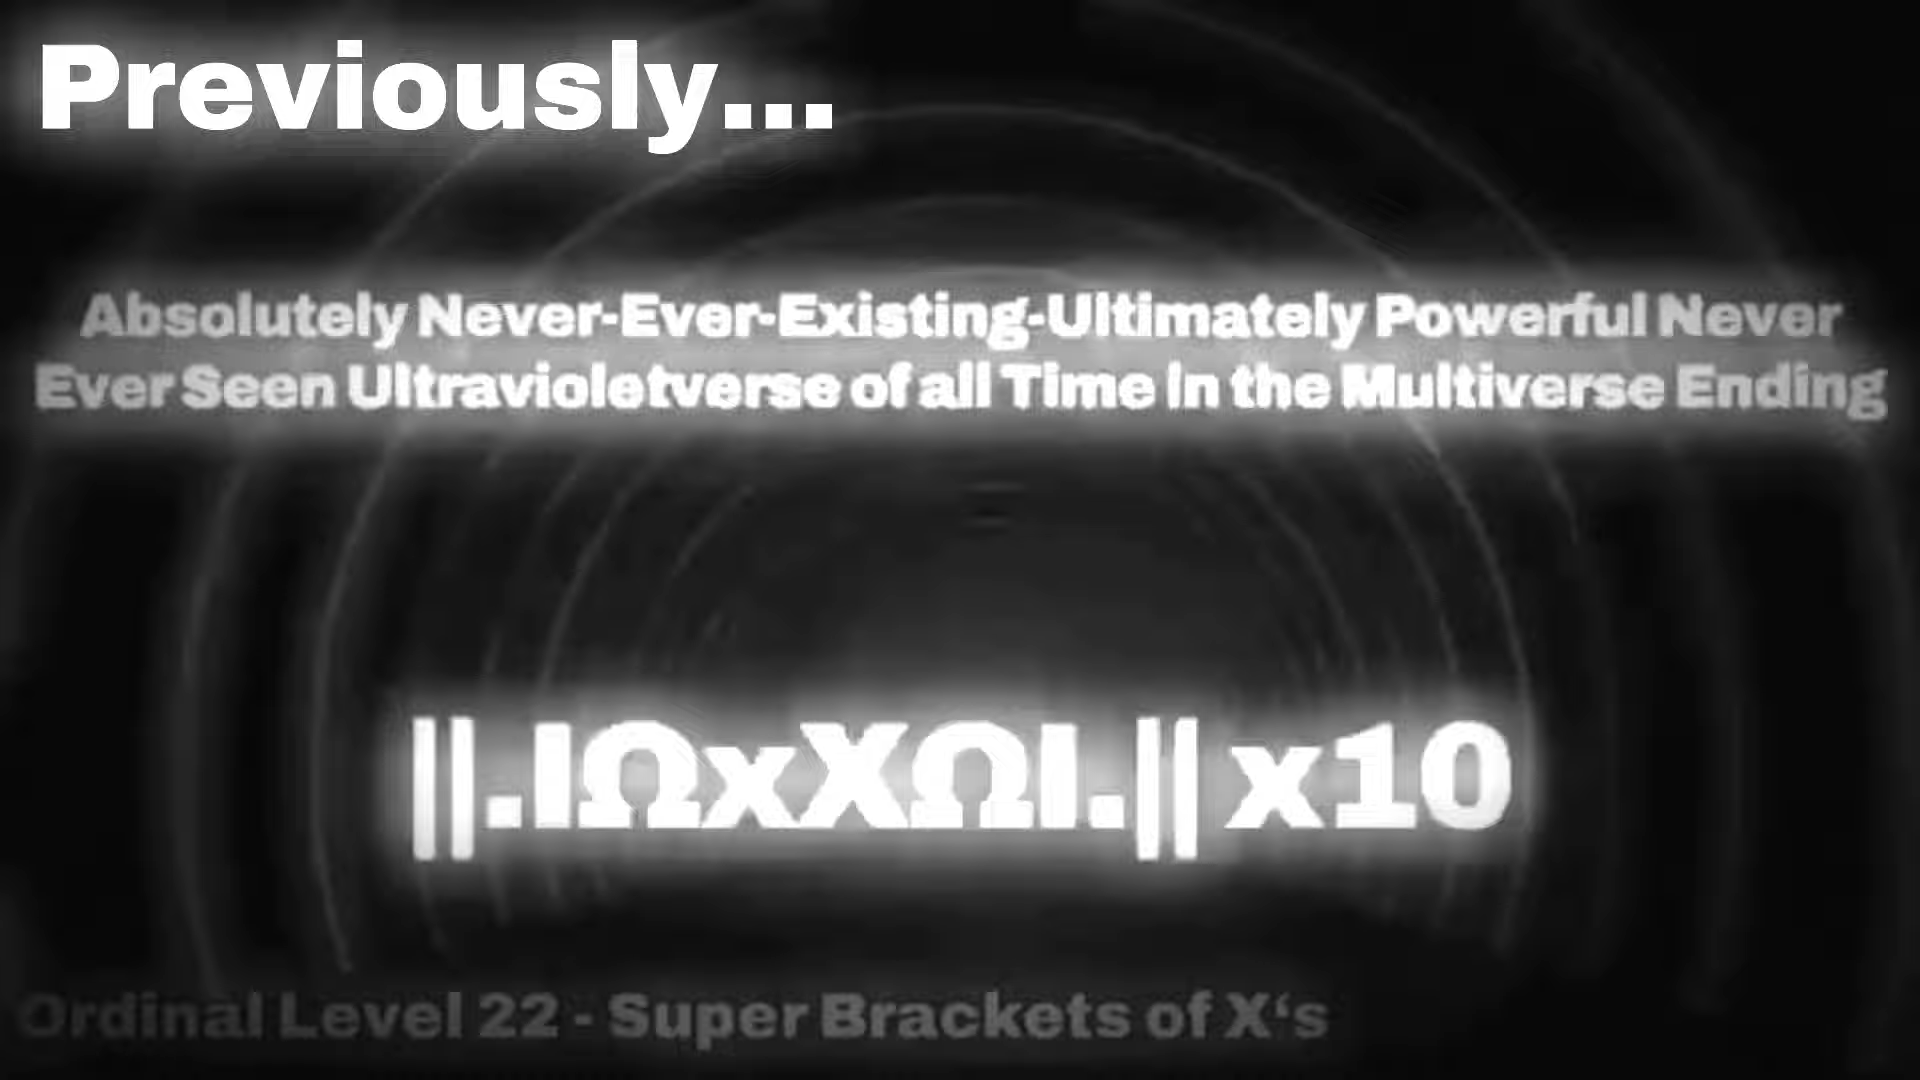 Previously...
Absolutely Never-Ever-Existing-Ultimately Powerful Never
Ever Seen Ultravioletverse of all Time in the Multiverse Ending
||.IΩxXΩI.|| x10
Ordinal Level 22 - Super Brackets of X‘s